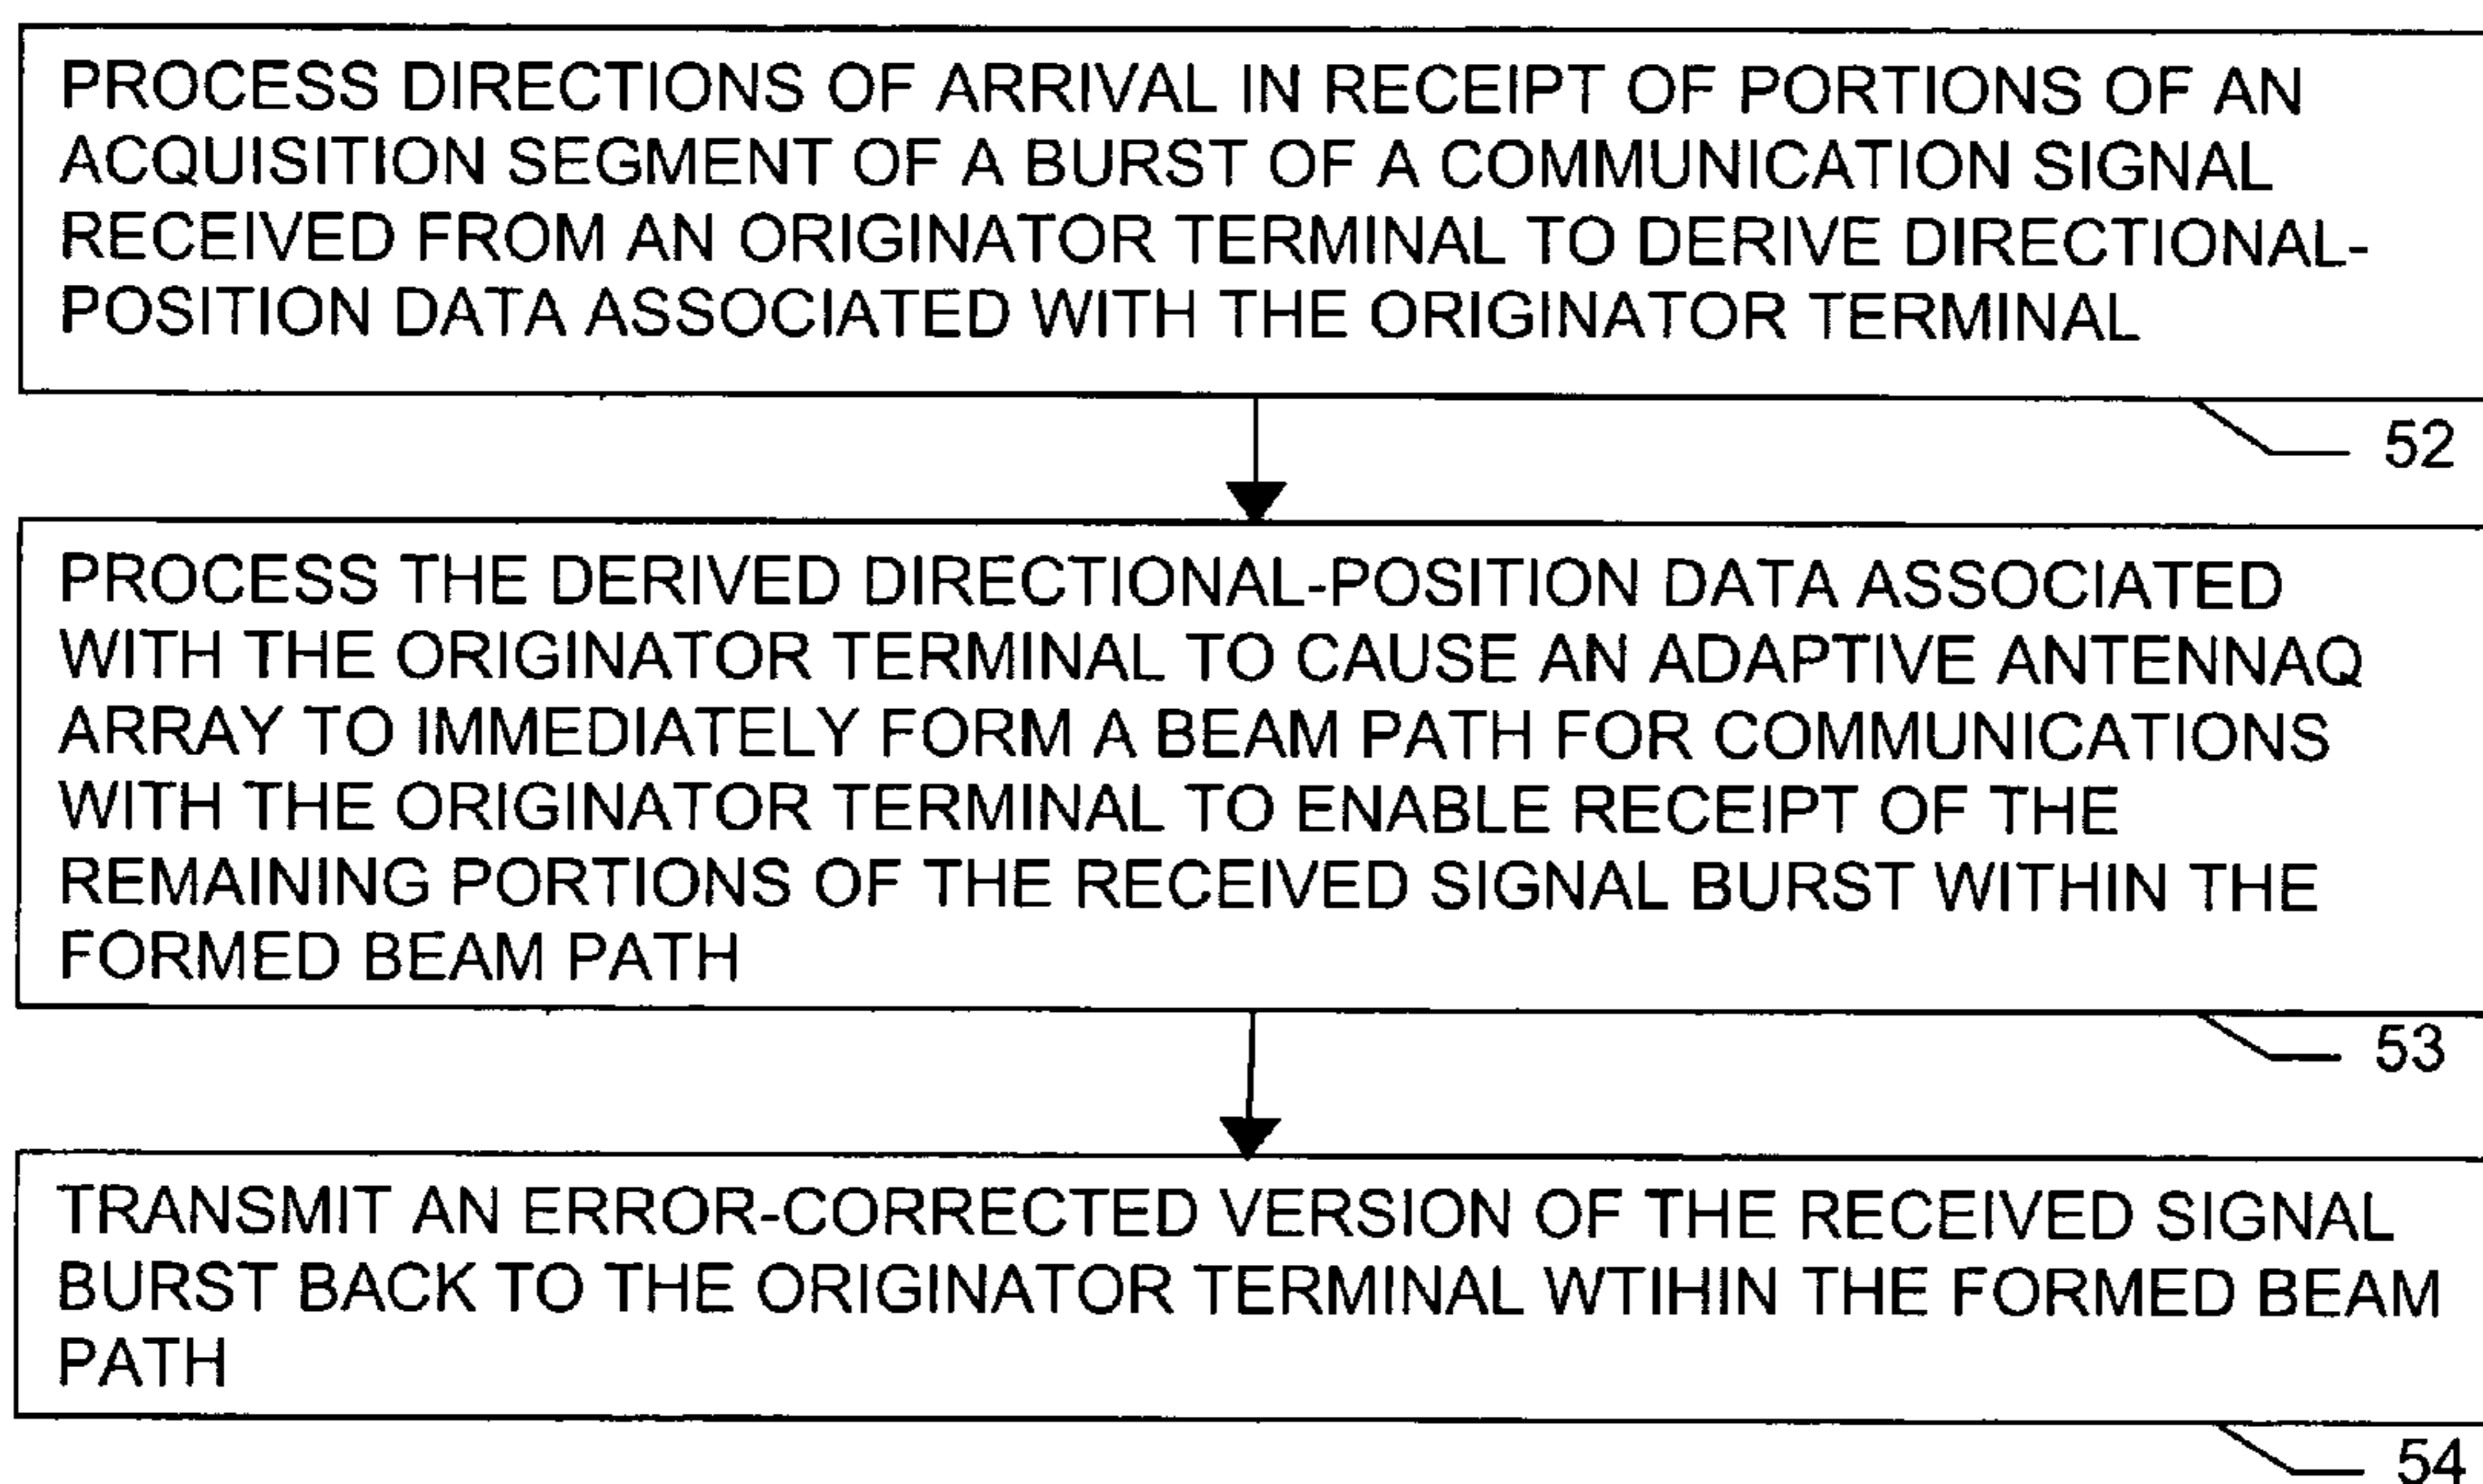 PROCESS DIRECTIONS OF ARRIVAL IN RECEIPT OF PORTIONS OF AN
ACQUISITION SEGMENT OF A BURST OF A COMMUNICATION SIGNAL
RECEIVED FROM AN ORIGINATOR TERMINAL TO DERIVE DIRECTIONAL-
POSITION DATA ASSOCIATED WITH THE ORIGINATOR TERMINAL
52
PROCESS THE DERIVED DIRECTIONAL-POSITION DATA ASSOCIATED
WITH THE ORIGINATOR TERMINAL TO CAUSE AN ADAPTIVE ANTENNAQ
ARRAY TO IMMEDIATELY FORM A BEAM PATH FOR COMMUNICATIONS
WITH THE ORIGINATOR TERMINAL TO ENABLE RECEIPT OF THE
REMAINING PORTIONS OF THE RECEIVED SIGNAL BURST WITHIN THE
FORMED BEAM PATH
53
TRANSMIT AN ERROR-CORRECTED VERSION OF THE RECEIVED SIGNAL
BURST BACK TO THE ORIGINATOR TERMINAL WTIHIN THE FORMED BEAM
PATH
54